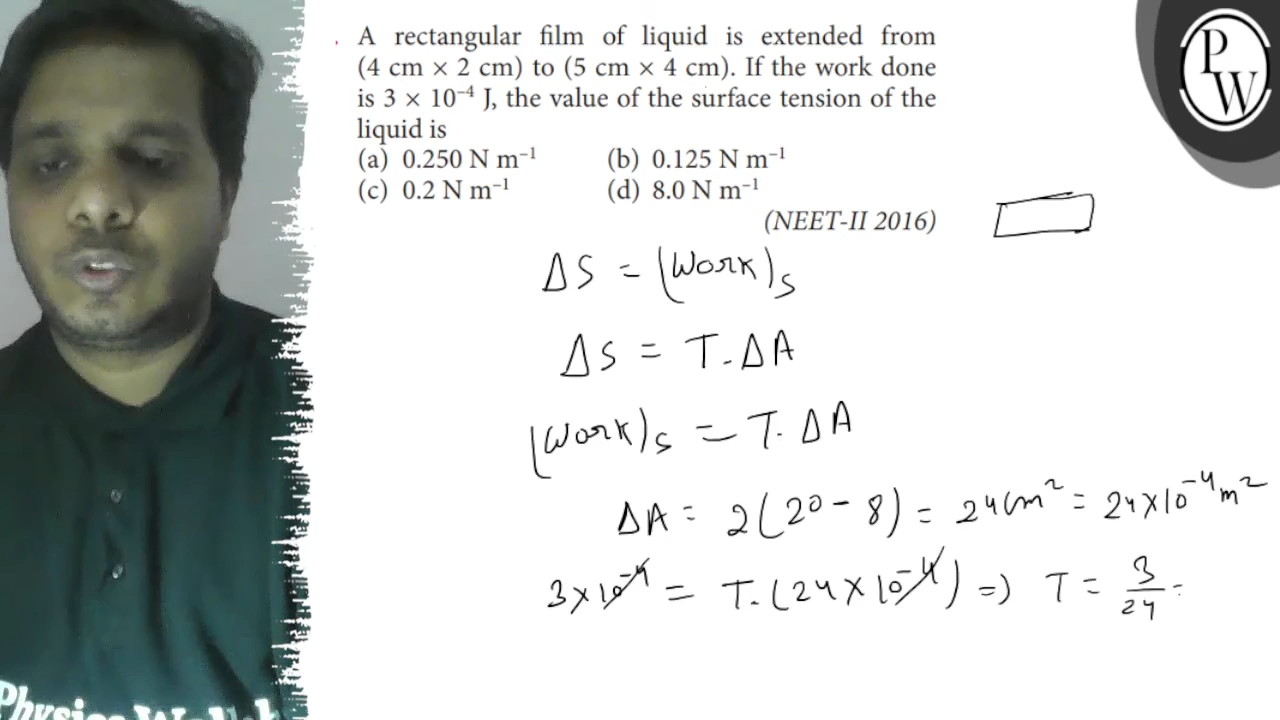 A rectangular film of liquid is extended from
(4 cm × 2 cm) to (5 cm × 4 cm). If the work done
is 3 × 10⁻⁴ J, the value of the surface tension of the
liquid is
(a) 0.250 N m⁻¹ (b) 0.125 N m⁻¹
(c) 0.2 N m⁻¹ (d) 8.0 N m⁻¹
(NEET-II 2016)
PW
ΔS = (Work)s
ΔS = T.ΔA
(Work)s = T.ΔA
ΔA = 2(20 - 8) = 24cm² = 24×10⁻⁴m²
3×10⁻⁴ = T.(24×10⁻⁴) => T = 3/24 =
Physics Wallah